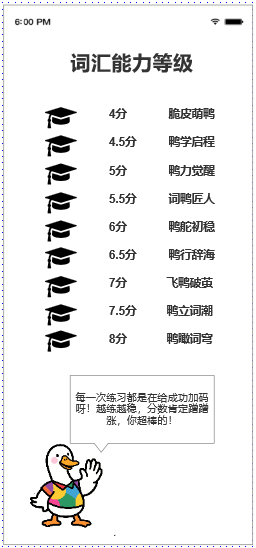 6:00 PM
词汇能力等级
4分 脆皮萌鸭
4.5分 鸭学启程
5分 鸭力觉醒
5.5分 词鸭匠人
6分 鸭舵初稳
6.5分 鸭行辞海
7分 飞鸭破茧
7.5分 鸭立词潮
8分 鸭瞰词穹
每一次练习都是在给成功加码
呀！越练越稳，分数肯定蹭蹭
涨，你超棒的！